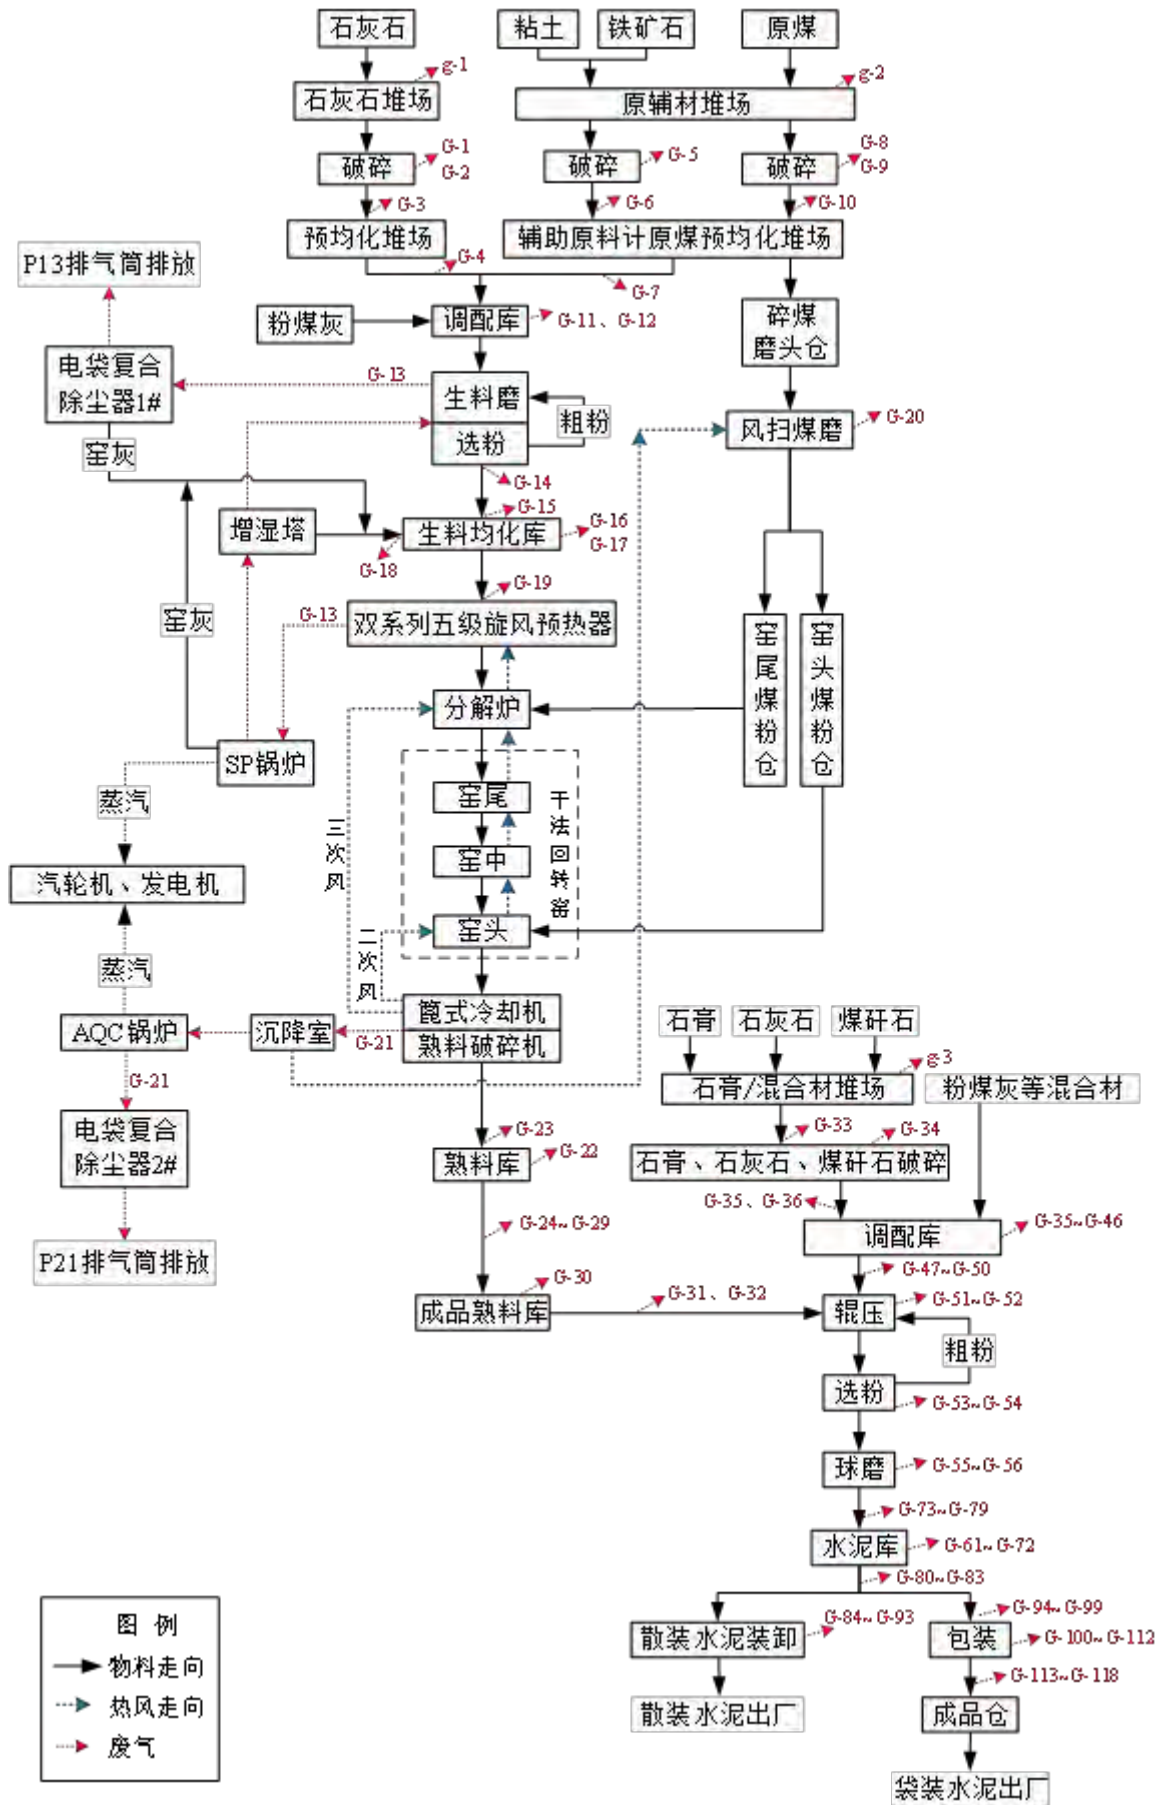 石灰石
粘土
铁矿石
原煤
g-1
g-2
石灰石堆场
原辅材堆场
G-1
G-2
破碎
破碎
G-5
破碎
G-8
G-9
G-3
G-6
G-10
预均化堆场
辅助原料计原煤预均化堆场
P13排气筒排放
G-4
G-7
粉煤灰
调配库
G-11、G-12
碎煤
磨头仓
电袋复合
除尘器1#
G-13
生料磨
粗粉
选粉
风扫煤磨
G-20
窑灰
G-14
G-15
增湿塔
生料均化库
G-16
G-17
G-18
G-19
窑灰
G-13
双系列五级旋风预热器
窑尾煤粉仓
窑头煤粉仓
分解炉
SP锅炉
蒸汽
窑尾
干法回转窑
三次风
窑中
汽轮机、发电机
窑头
二次风
蒸汽
篦式冷却机
AQC锅炉
沉降室
G-21
熟料破碎机
石膏
石灰石
煤矸石
g-3
G-21
石膏/混合材堆场
粉煤灰等混合材
电袋复合
除尘器2#
G-23
G-33
G-34
熟料库
G-22
石膏、石灰石、煤矸石破碎
G-35、G-36
G-24~G-29
调配库
G-35~G-46
P21排气筒排放
G-47~G-50
G-30
成品熟料库
G-31、G-32
辊压
G-51~G-52
粗粉
选粉
G-53~G-54
球磨
G-55~G-56
G-73~G-79
水泥库
G-61~G-72
G-80~G-83
G-84~G-93
G-94~G-99
散装水泥装卸
包装
G-100~G-112
G-113~G-118
散装水泥出厂
成品仓
袋装水泥出厂
图 例
物料走向
热风走向
废气